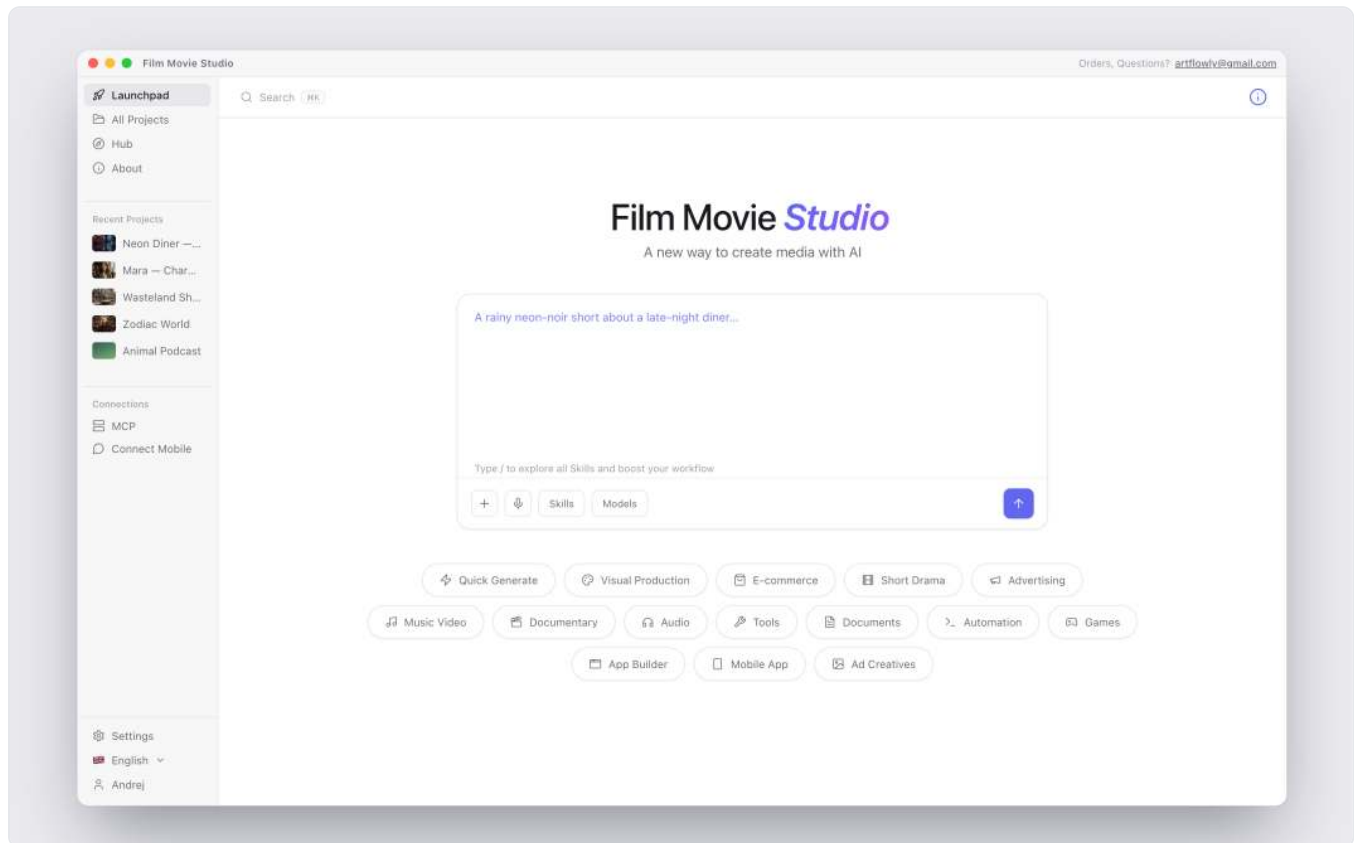 Film Movie Studio
Orders, Questions? artflowlv@gmail.com
Launchpad
Search ⌘K
All Projects
Hub
About
Recent Projects
Neon Diner —...
Mara — Char...
Wasteland Sh...
Zodiac World
Animal Podcast
Connections
MCP
Connect Mobile
Film Movie Studio
A new way to create media with AI
A rainy neon-noir short about a late-night diner...
Type / to explore all Skills and boost your workflow
Skills
Models
Quick Generate
Visual Production
E-commerce
Short Drama
Advertising
Music Video
Documentary
Audio
Tools
Documents
Automation
Games
App Builder
Mobile App
Ad Creatives
Settings
English
Andrej